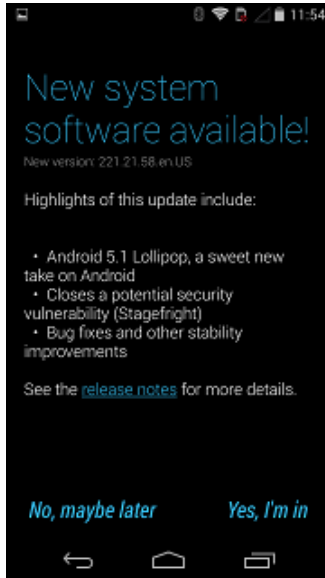 11:54
New system
software available!
New version: 221.21.58.en.US
Highlights of this update include:
• Android 5.1 Lollipop, a sweet new
take on Android
• Closes a potential security
vulnerability (Stagefright)
• Bug fixes and other stability
improvements
See the release notes for more details.
No, maybe later Yes, I'm in